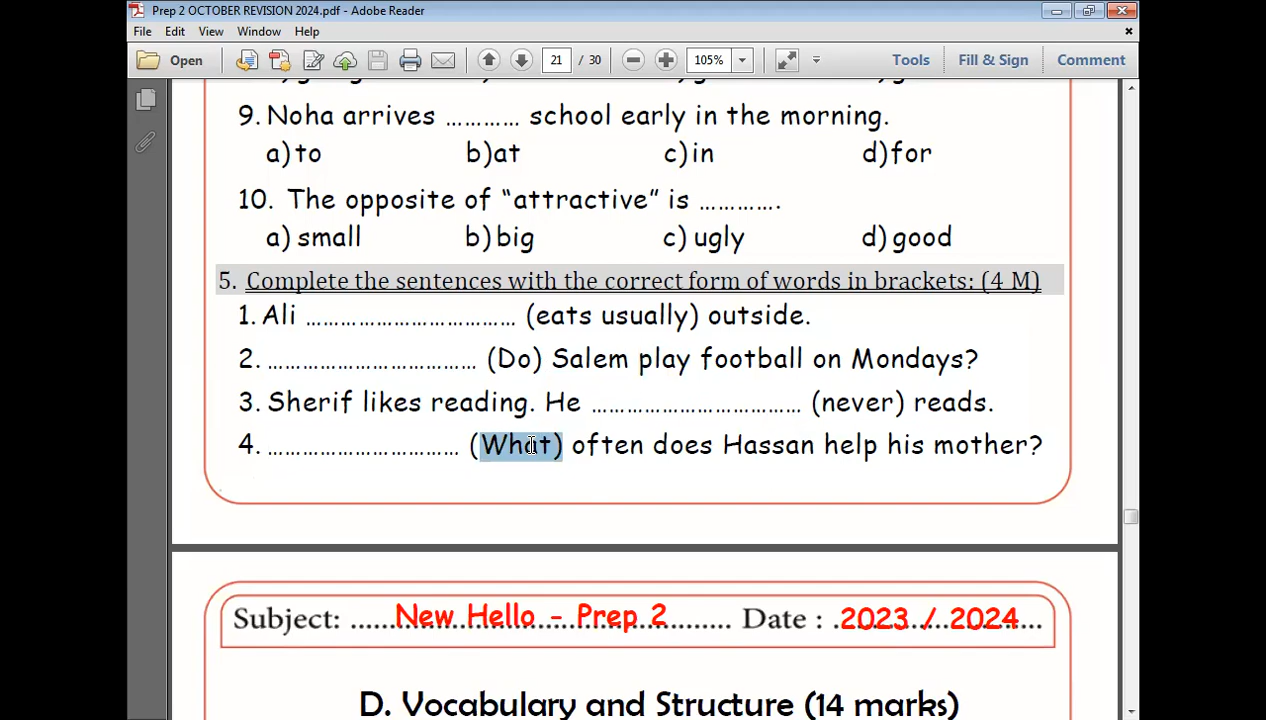 Prep 2 OCTOBER REVISION 2024.pdf - Adobe Reader
File Edit View Window Help
Open 21 / 30 105% Tools Fill & Sign Comment
9. Noha arrives ………… school early in the morning.
a) to b)at c) in d) for
10. The opposite of “attractive” is ………….
a) small b) big c) ugly d) good
5. Complete the sentences with the correct form of words in brackets: (4 M)
1. Ali ……………………………… (eats usually) outside.
2. ……………………………… (Do) Salem play football on Mondays?
3. Sherif likes reading. He ……………………………… (never) reads.
4. …………………………… (What) often does Hassan help his mother?
Subject: ......New Hello - Prep 2........ Date : ..2023 / 2024...
D. Vocabulary and Structure (14 marks)